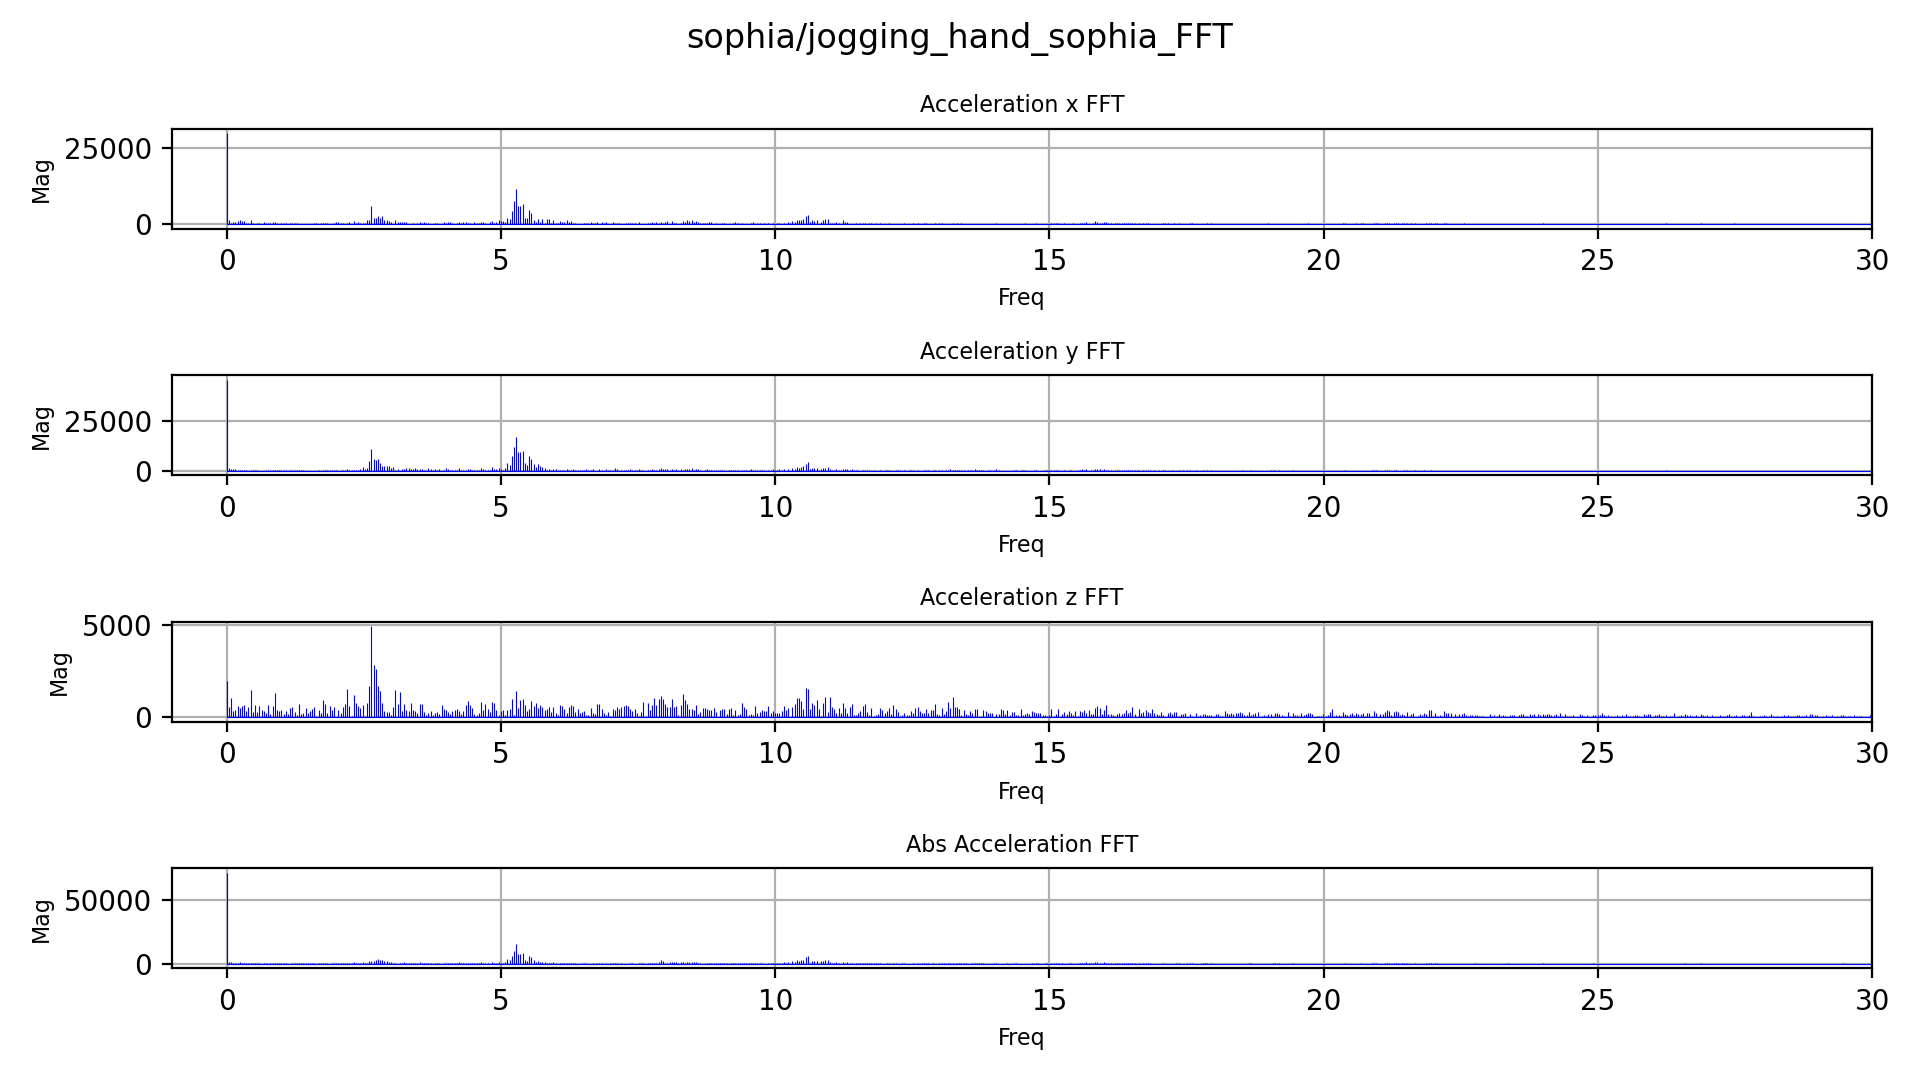 sophia/jogging_hand_sophia_FFT
Acceleration x FFT
Mag
25000
0
0 5 10 15 20 25 30
Freq
Acceleration y FFT
Mag
25000
0
0 5 10 15 20 25 30
Freq
Acceleration z FFT
Mag
5000
0
0 5 10 15 20 25 30
Freq
Abs Acceleration FFT
Mag
50000
0
0 5 10 15 20 25 30
Freq